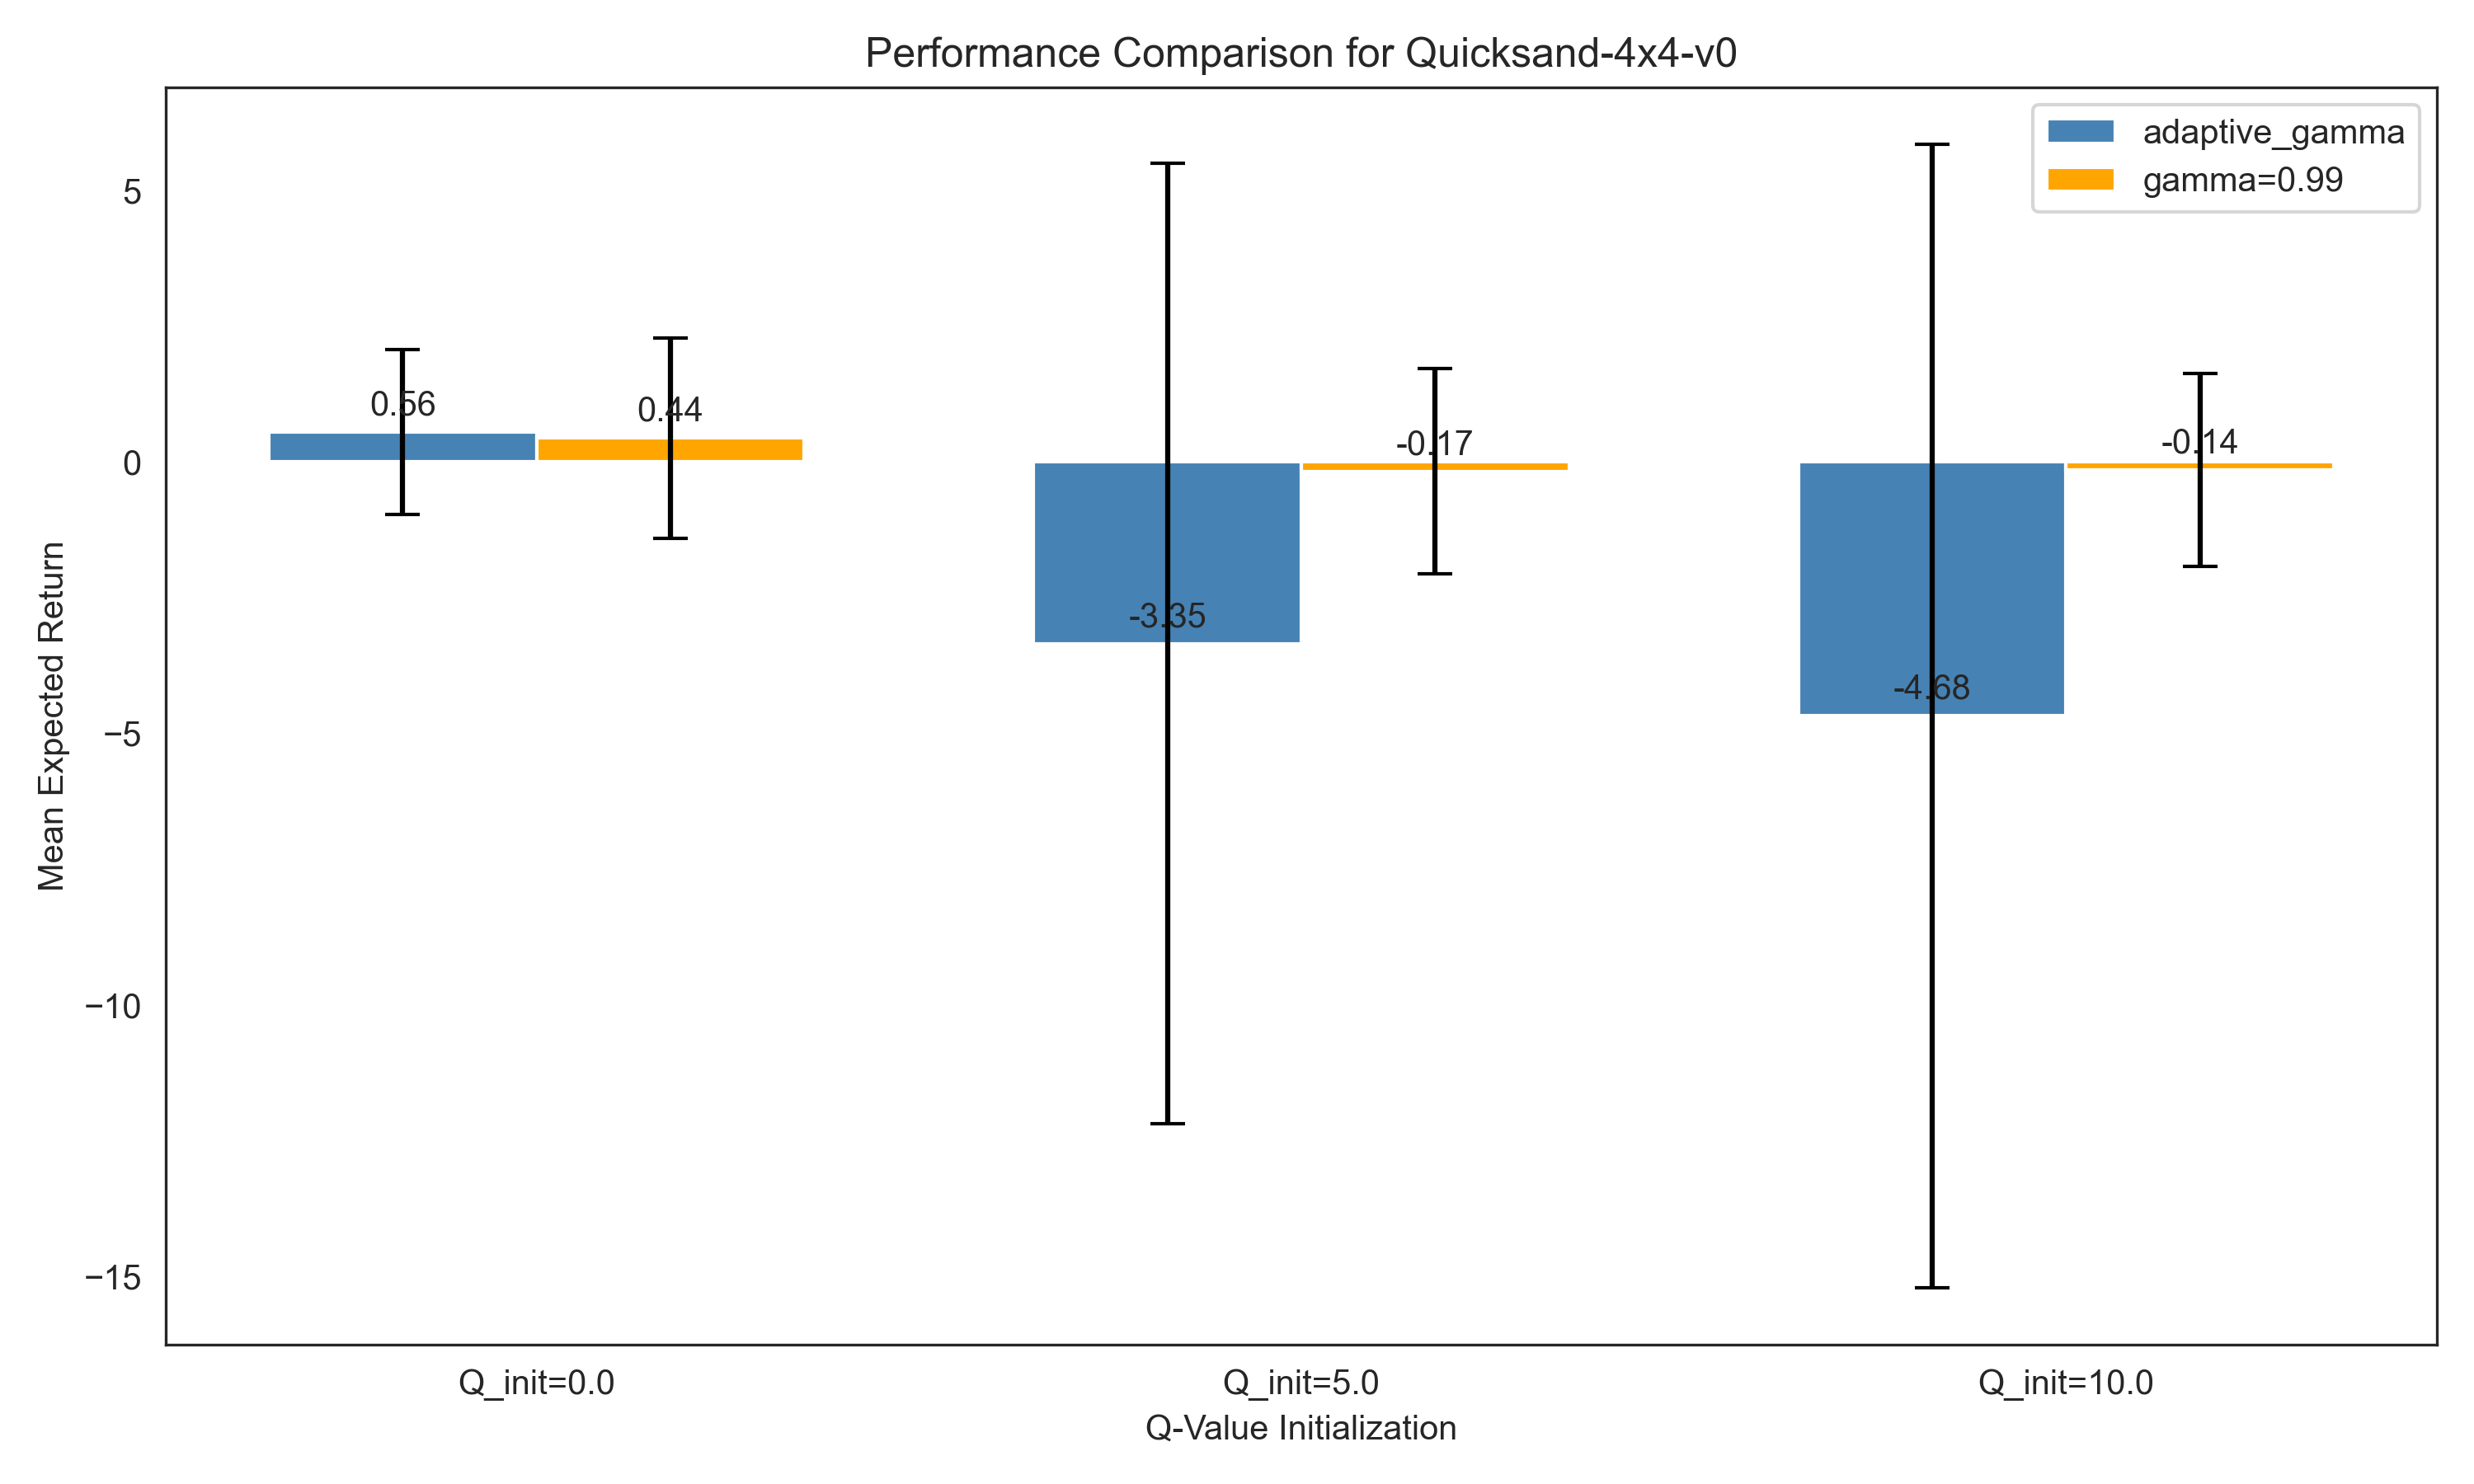 Performance Comparison for Quicksand-4x4-v0
adaptive_gamma
gamma=0.99
Mean Expected Return
5
0
−5
−10
−15
0.56
0.44
-3.35
-0.17
-4.68
-0.14
Q_init=0.0
Q_init=5.0
Q_init=10.0
Q-Value Initialization